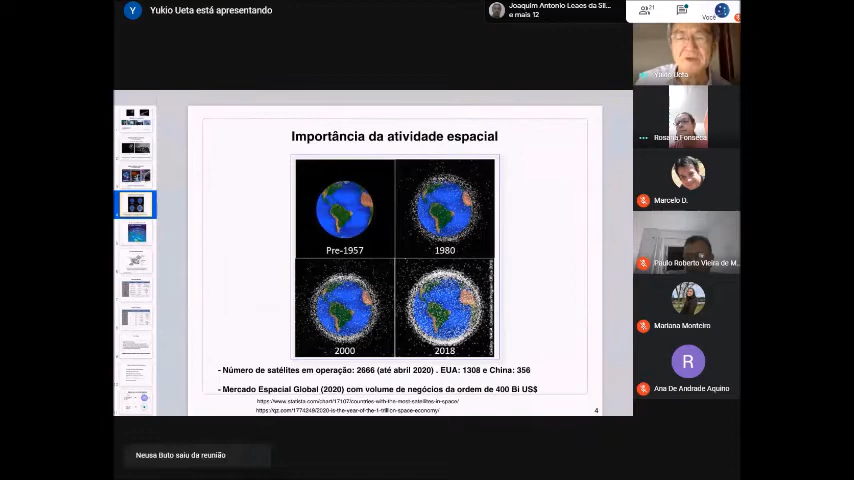 Y
Yukio Ueta está apresentando
Joaquim Antonio Loaes da Sil...
e mais 12
21
Você
Yukio Ueta
Rosana Fonseca
Marcelo D.
Paulo Roberto Vieira de M...
Mariana Monteiro
R
Ana De Andrade Aquino
Importância da atividade espacial
Pre-1957
1980
2000
2018
- Número de satélites em operação: 2666 (até abril 2020) . EUA: 1308 e China: 356
- Mercado Espacial Global (2020) com volume de negócios da ordem de 400 Bi US$
https://www.statista.com/chart/17107/countries-with-the-most-satellites-in-space/
https://qz.com/1774249/2020-is-the-year-of-the-1-trillion-space-economy/
4
Neusa Buto saiu da reunião